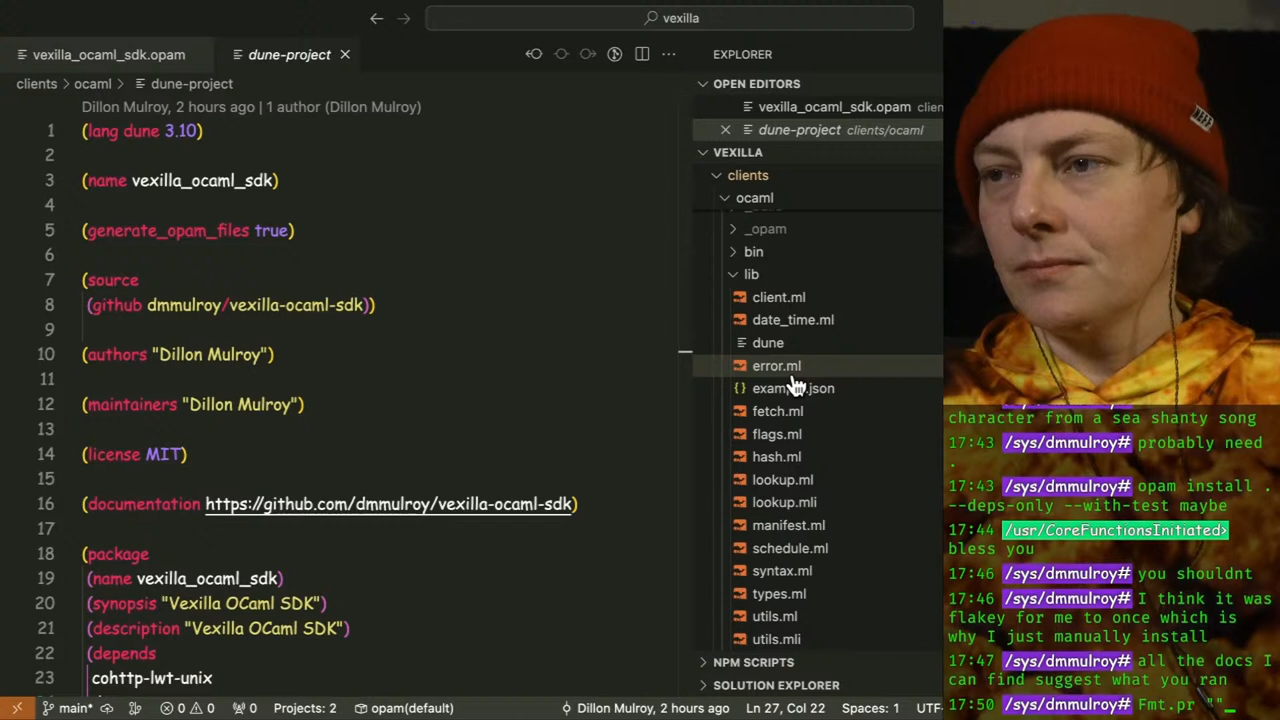 vexilla
vexilla_ocaml_sdk.opam
dune-project
clients > ocaml > dune-project
Dillon Mulroy, 2 hours ago | 1 author (Dillon Mulroy)
1 (lang dune 3.10)
2
3 (name vexilla_ocaml_sdk)
4
5 (generate_opam_files true)
6
7 (source
8 (github dmmulroy/vexilla-ocaml-sdk))
9
10 (authors "Dillon Mulroy")
11
12 (maintainers "Dillon Mulroy")
13
14 (license MIT)
15
16 (documentation https://github.com/dmmulroy/vexilla-ocaml-sdk)
17
18 (package
19 (name vexilla_ocaml_sdk)
20 (synopsis "Vexilla OCaml SDK")
21 (description "Vexilla OCaml SDK")
22 (depends
23 cohttp-lwt-unix
EXPLORER
OPEN EDITORS
vexilla_ocaml_sdk.opam clien
dune-project clients/ocaml
VEXILLA
clients
ocaml
_opam
bin
lib
client.ml
date_time.ml
dune
error.ml
{} json
fetch.ml
flags.ml
hash.ml
lookup.ml
lookup.mli
manifest.ml
schedule.ml
syntax.ml
types.ml
utils.ml
utils.mli
NPM SCRIPTS
SOLUTION EXPLORER
main* 0 0 0 Projects: 2 opam(default) Dillon Mulroy, 2 hours ago Ln 27, Col 22 Spaces: 1 UTF-
character from a sea shanty song
17:43 /sys/dmmulroy# probably need
.
17:43 /sys/dmmulroy# opam install .
--deps-only --with-test maybe
17:44 /usr/CoreFunctionsInitiated>
bless you
17:46 /sys/dmmulroy# you shouldnt
17:46 /sys/dmmulroy# I think it was
flakey for me to once which is
why I just manually install
17:47 /sys/dmmulroy# all the docs I
can find suggest what you ran
17:50 /sys/dmmulroy# Fmt.pr ""_